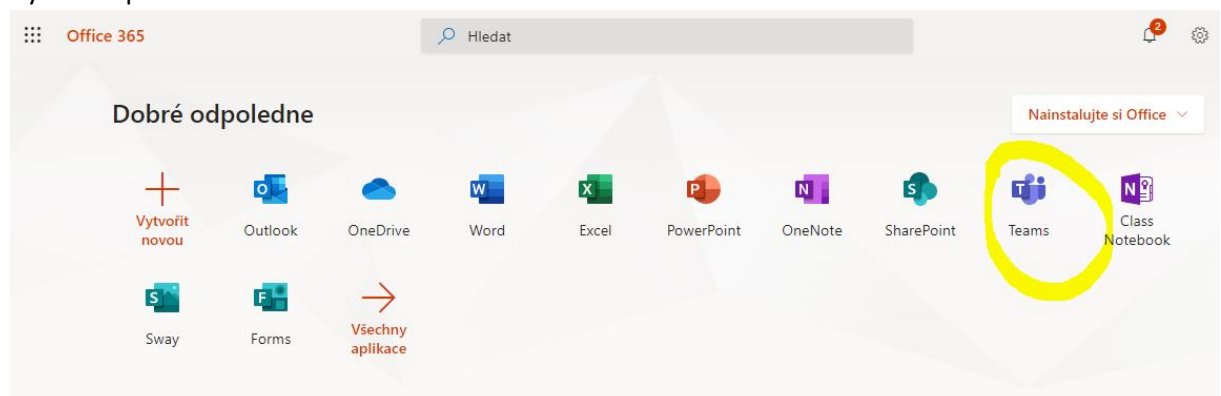 Office 365
Hledat
2
Dobré odpoledne
Nainstalujte si Office
Vytvořit
novou
Outlook
OneDrive
Word
Excel
PowerPoint
OneNote
SharePoint
Teams
Class
Notebook
Sway
Forms
Všechny
aplikace